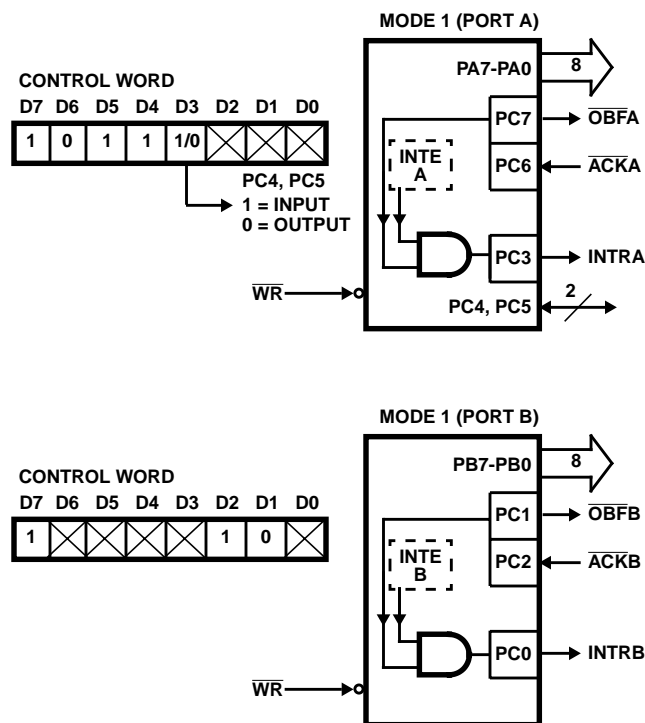 MODE 1 (PORT A)
CONTROL WORD
D7 D6 D5 D4 D3 D2 D1 D0
1 0 1 1 1/0
PC4, PC5
1 = INPUT
0 = OUTPUT
PA7-PA0
8
PC7
OBFA
INTE
A
PC6
ACKA
PC3
INTRA
WR
PC4, PC5
2
MODE 1 (PORT B)
CONTROL WORD
D7 D6 D5 D4 D3 D2 D1 D0
1 1 0
PB7-PB0
8
PC1
OBFB
INTE
B
PC2
ACKB
PC0
INTRB
WR